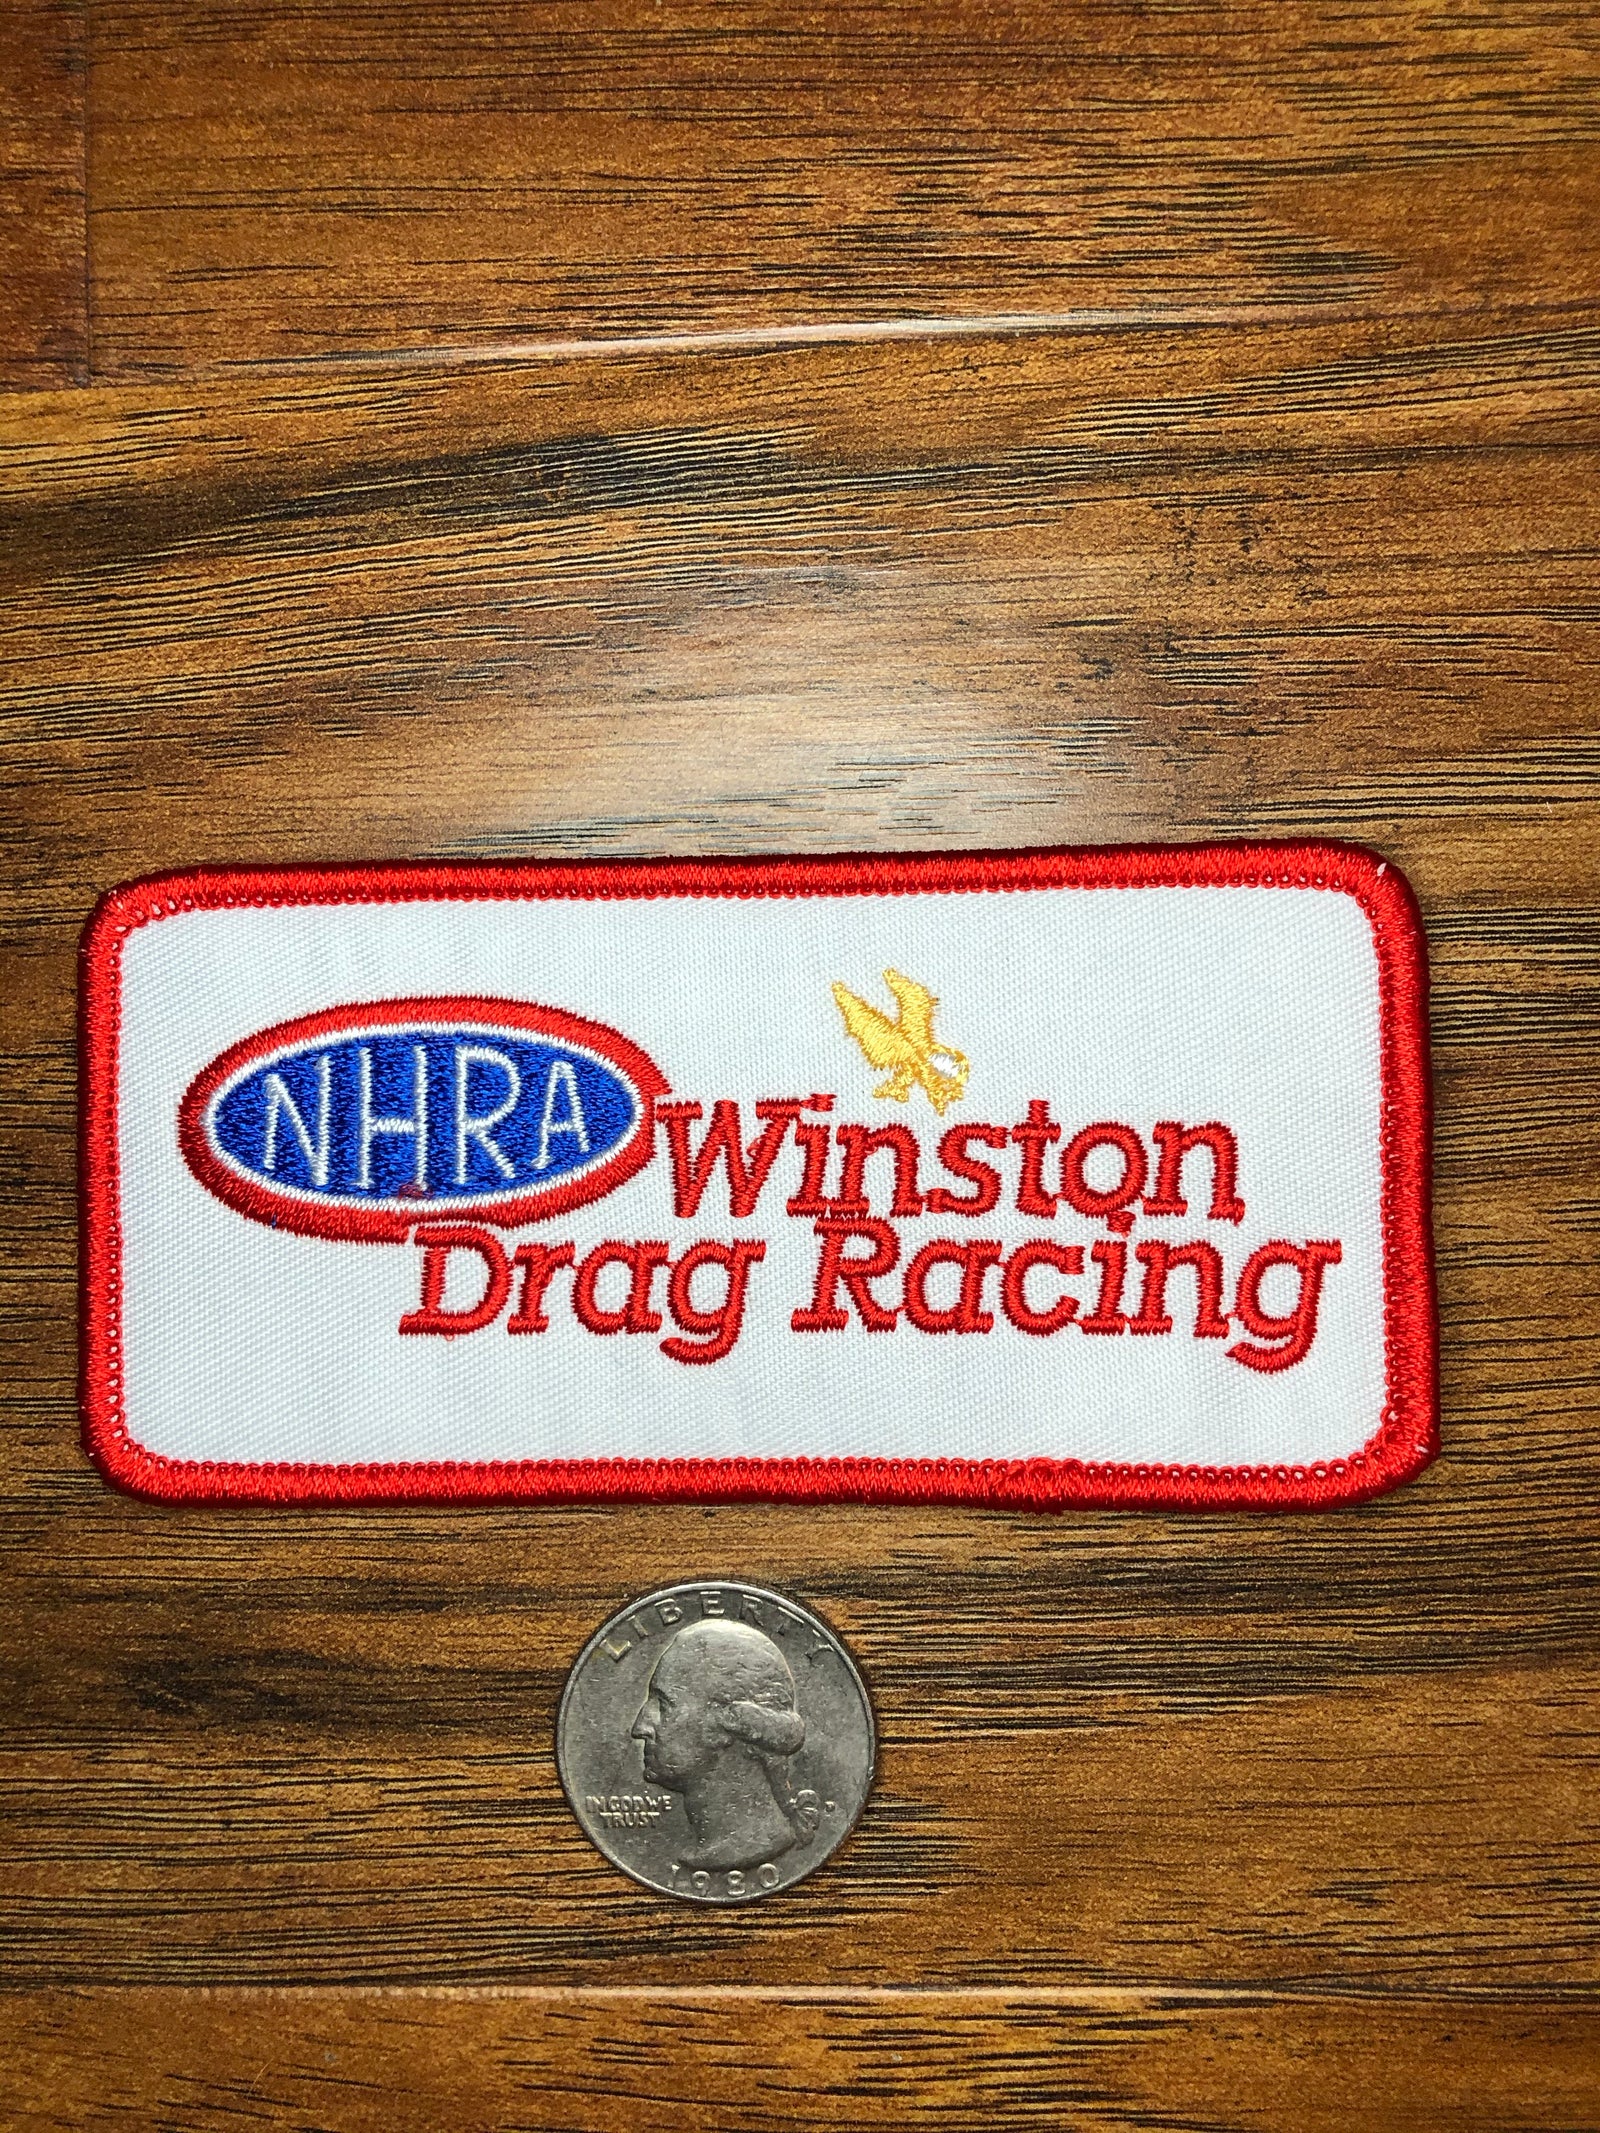 NHRA Winston
Drag Racing
LIBERTY
IN GOD WE
TRUST
D
1980